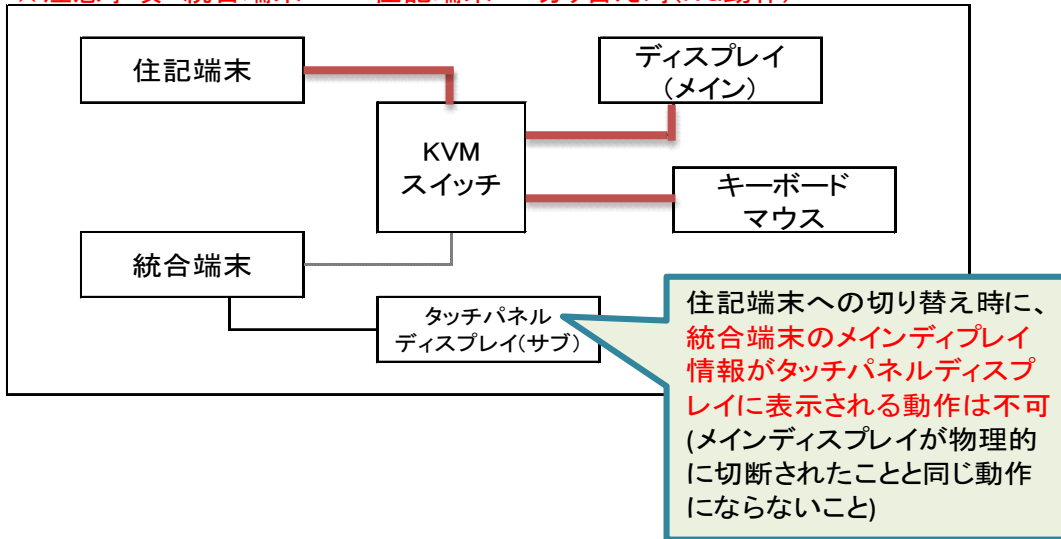 住記端末
ディスプレイ
(メイン)
KVM
スイッチ
キーボード
マウス
統合端末
タッチパネル
ディスプレイ(サブ)
住記端末への切り替え時に、
統合端末のメインディプレイ
情報がタッチパネルディスプ
レイに表示される動作は不可
(メインディスプレイが物理的
に切断されたことと同じ動作
にならないこと)